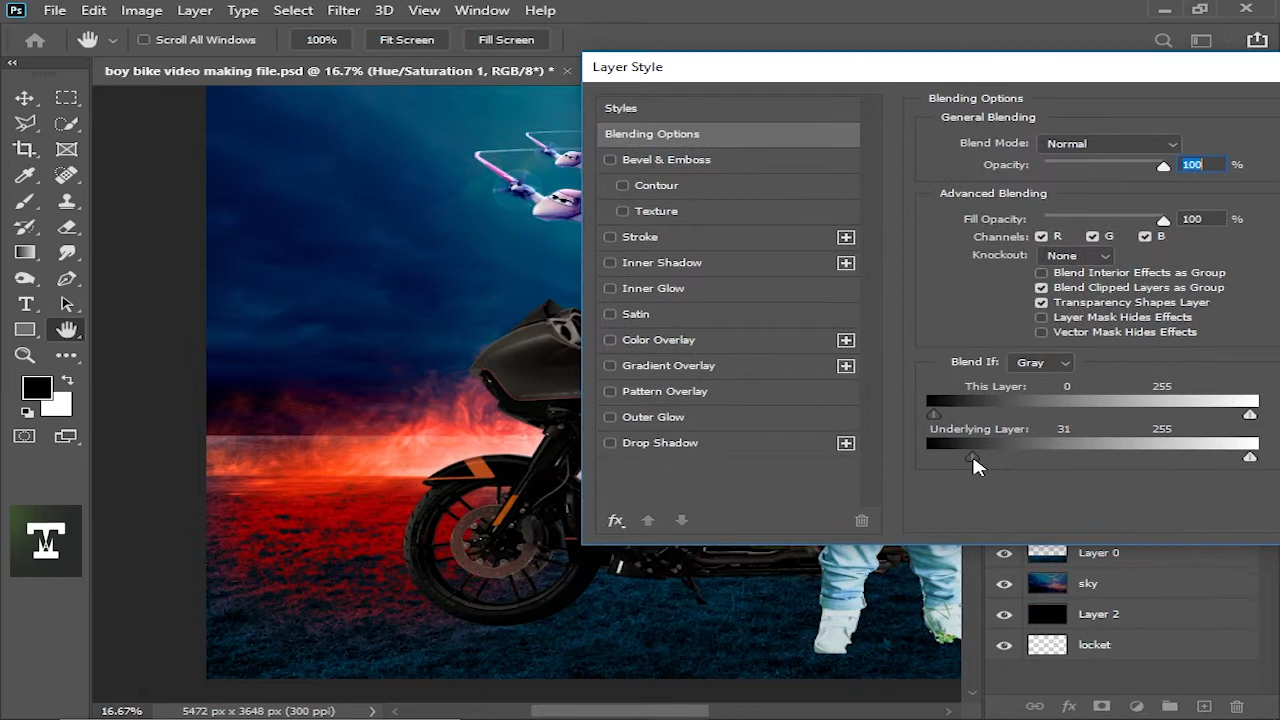 Ps File Edit Image Layer Type Select Filter 3D View Window Help
Scroll All Windows 100% Fit Screen Fill Screen
boy bike video making file.psd @ 16.7% (Hue/Saturation 1, RGB/8*) *
Layer Style
Styles
Blending Options
Bevel & Emboss
Contour
Texture
Stroke
Inner Shadow
Inner Glow
Satin
Color Overlay
Gradient Overlay
Pattern Overlay
Outer Glow
Drop Shadow
fx
Blending Options
General Blending
Blend Mode: Normal
Opacity: 100 %
Advanced Blending
Fill Opacity: 100 %
Channels: R G B
Knockout: None
Blend Interior Effects as Group
Blend Clipped Layers as Group
Transparency Shapes Layer
Layer Mask Hides Effects
Vector Mask Hides Effects
Blend If: Gray
This Layer: 0 255
Underlying Layer: 31 255
Layer 0
sky
Layer 2
locket
fx
16.67% 5472 px x 3648 px (300 ppi)